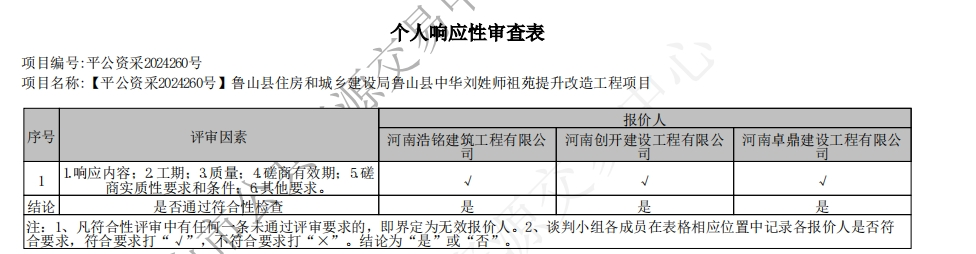 个人响应性审查表
项目编号:平公资采2024260号
项目名称:【平公资采2024260号】鲁山县住房和城乡建设局鲁山县中华刘姓师祖苑提升改造工程项目
序号 评审因素 报价人
河南浩铭建筑工程有限公司 河南创开建设工程有限公司 河南卓鼎建设工程有限公司
1 1.响应内容；2.工期；3.质量；4.磋商有效期；5.磋商实质性要求和条件；6.其他要求。 √ √ √
结论 是否通过符合性检查 是 是 是
注：1、凡符合性评审中有任何一条未通过评审要求的，即界定为无效报价人。2、谈判小组各成员在表格相应位置中记录各报价人是否符
合要求，符合要求打“√”，不符合要求打“×”。结论为“是”或“否”。